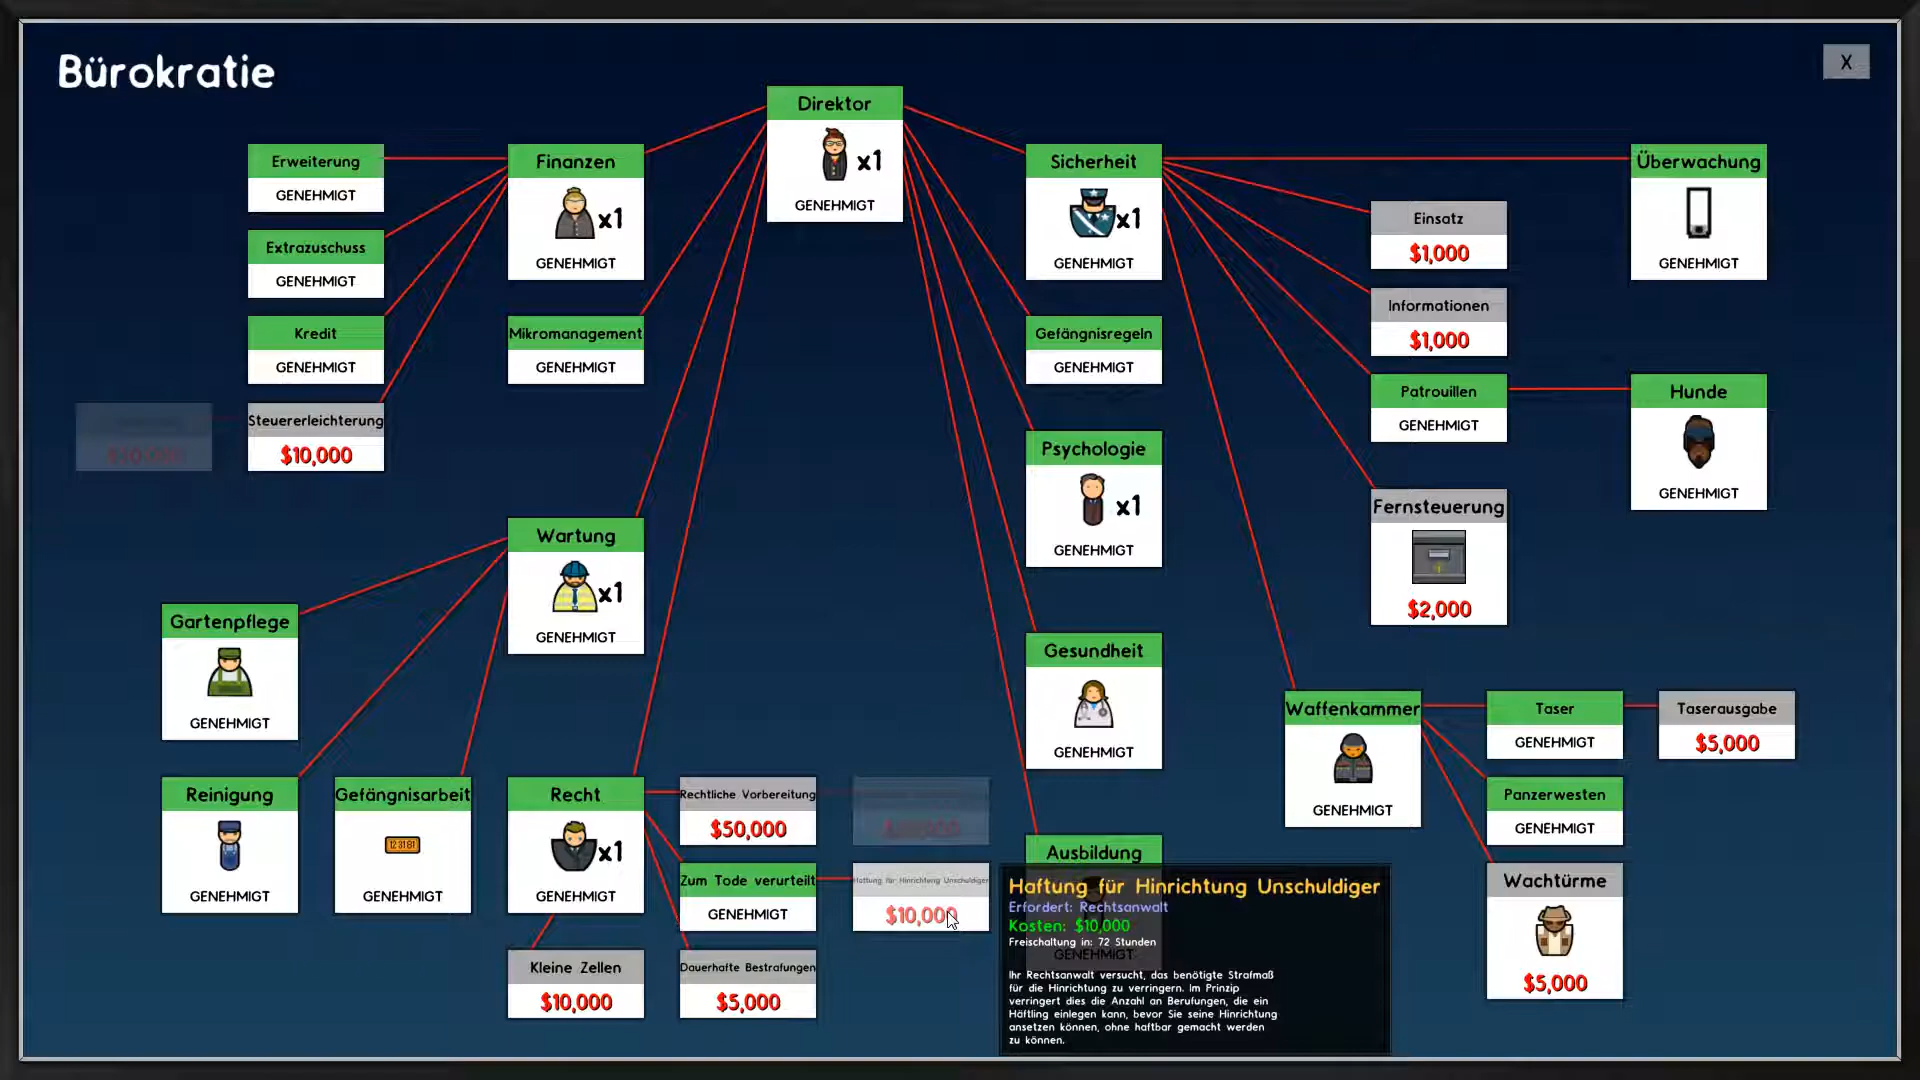 Bürokratie
X
Direktor
x1
GENEHMIGT
Erweiterung
GENEHMIGT
Finanzen
x1
GENEHMIGT
Sicherheit
x1
GENEHMIGT
Überwachung
GENEHMIGT
Extrazuschuss
GENEHMIGT
Einsatz
$1,000
Kredit
GENEHMIGT
Mikromanagement
GENEHMIGT
Gefängnisregeln
GENEHMIGT
Informationen
$1,000
Steuererleichterung
$10,000
Patrouillen
GENEHMIGT
Hunde
GENEHMIGT
Psychologie
x1
GENEHMIGT
Fernsteuerung
$2,000
Wartung
x1
GENEHMIGT
Gartenpflege
GENEHMIGT
Gesundheit
GENEHMIGT
Waffenkammer
GENEHMIGT
Taser
GENEHMIGT
Taserausgabe
$5,000
Reinigung
GENEHMIGT
Gefängnisarbeit
123181
GENEHMIGT
Recht
x1
GENEHMIGT
Rechtliche Vorbereitung
$50,000
Panzerwesten
GENEHMIGT
Zum Tode verurteilt
GENEHMIGT
Haftung für Hinrichtung Unschuldiger
$10,000
Ausbildung
GENEHMIGT
Wachtürme
$5,000
Kleine Zellen
$10,000
Dauerhafte Bestrafungen
$5,000
Haftung für Hinrichtung Unschuldiger
Erfordert: Rechtsanwalt
Kosten: $10,000
Freischaltung in: 72 Stunden
Ihr Rechtsanwalt versucht, das benötigte Strafmaß
für die Hinrichtung zu verringern. Im Prinzip
verringert dies die Anzahl an Berufungen, die ein
Häftling einlegen kann, bevor Sie seine Hinrichtung
ansetzen können, ohne haftbar gemacht werden
zu können.